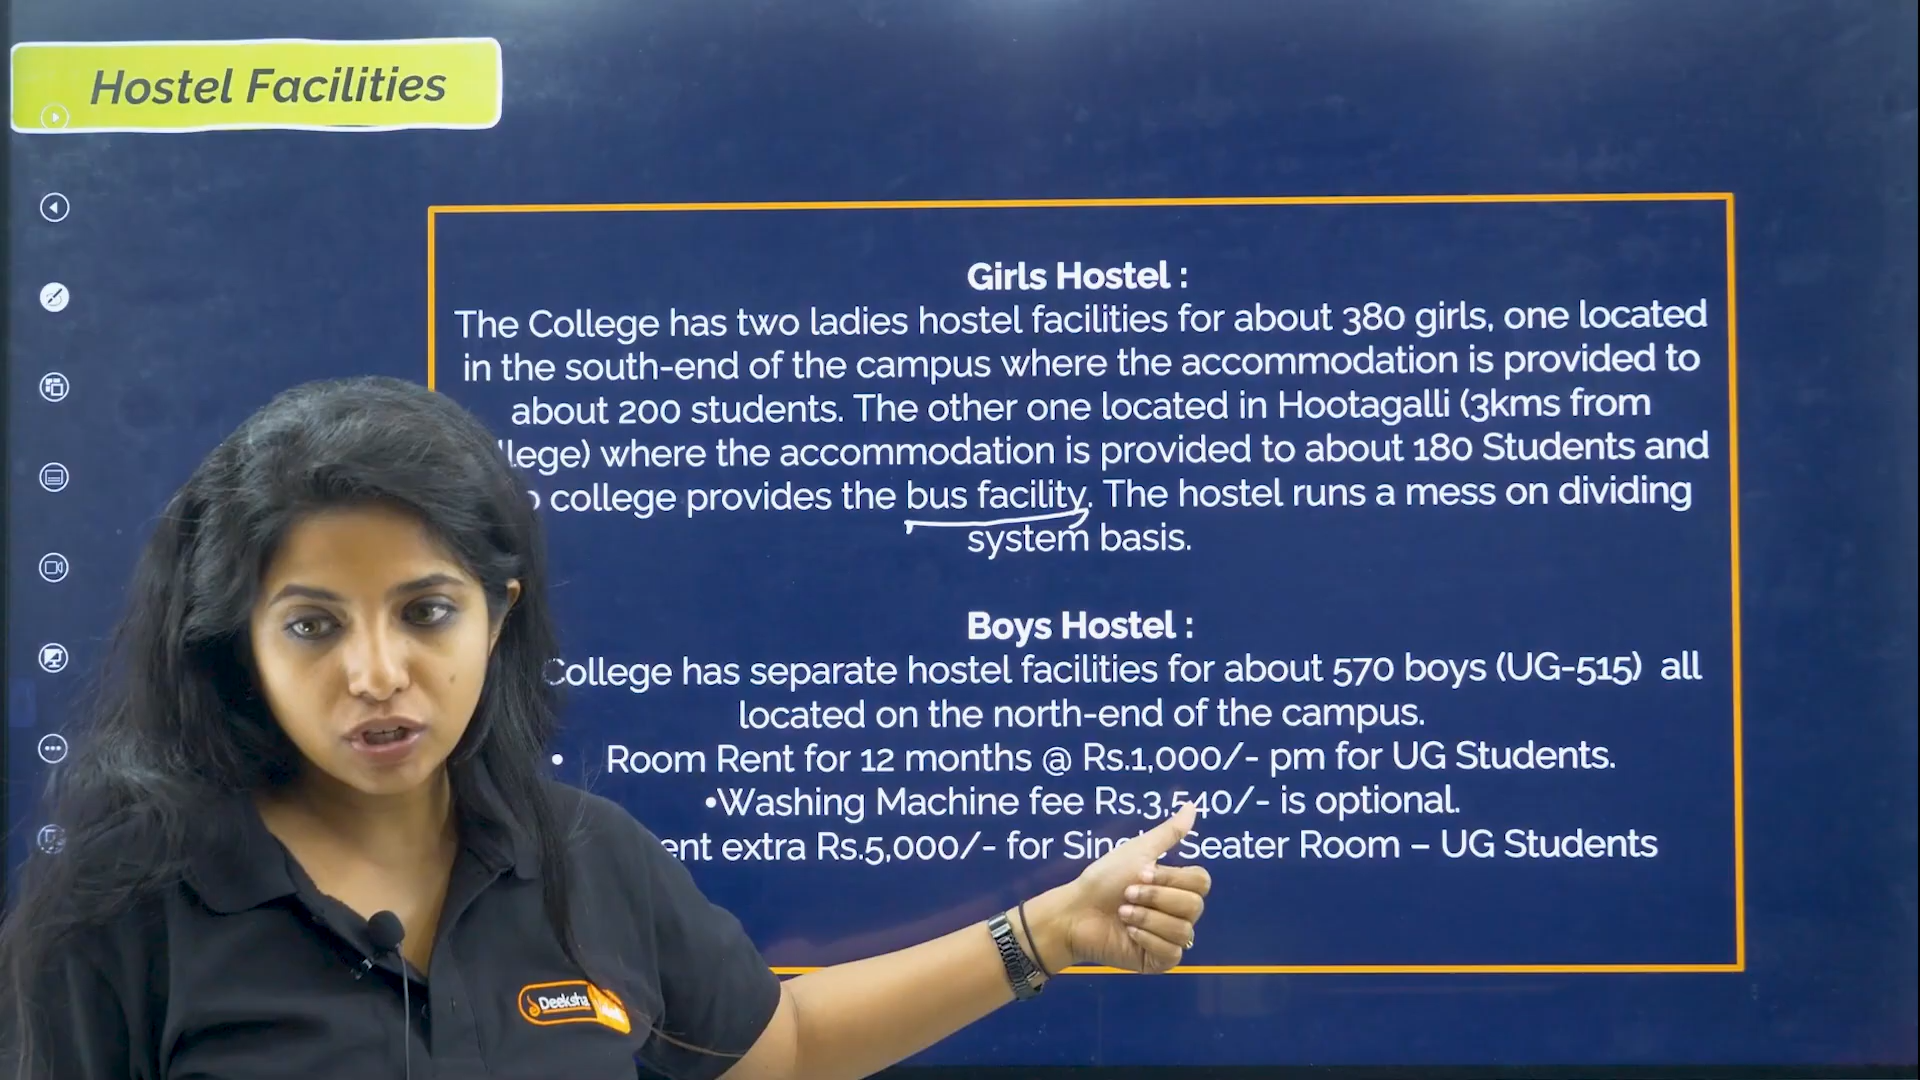 Hostel Facilities
Girls Hostel :
The College has two ladies hostel facilities for about 380 girls, one located
in the south-end of the campus where the accommodation is provided to
about 200 students. The other one located in Hootagalli (3kms from
lege) where the accommodation is provided to about 180 Students and
college provides the bus facility. The hostel runs a mess on dividing
system basis.
Boys Hostel :
College has separate hostel facilities for about 570 boys (UG-515) all
located on the north-end of the campus.
• Room Rent for 12 months @ Rs.1,000/- pm for UG Students.
•Washing Machine fee Rs.3,540/- is optional.
ent extra Rs.5,000/- for Single Seater Room – UG Students
Deeksha